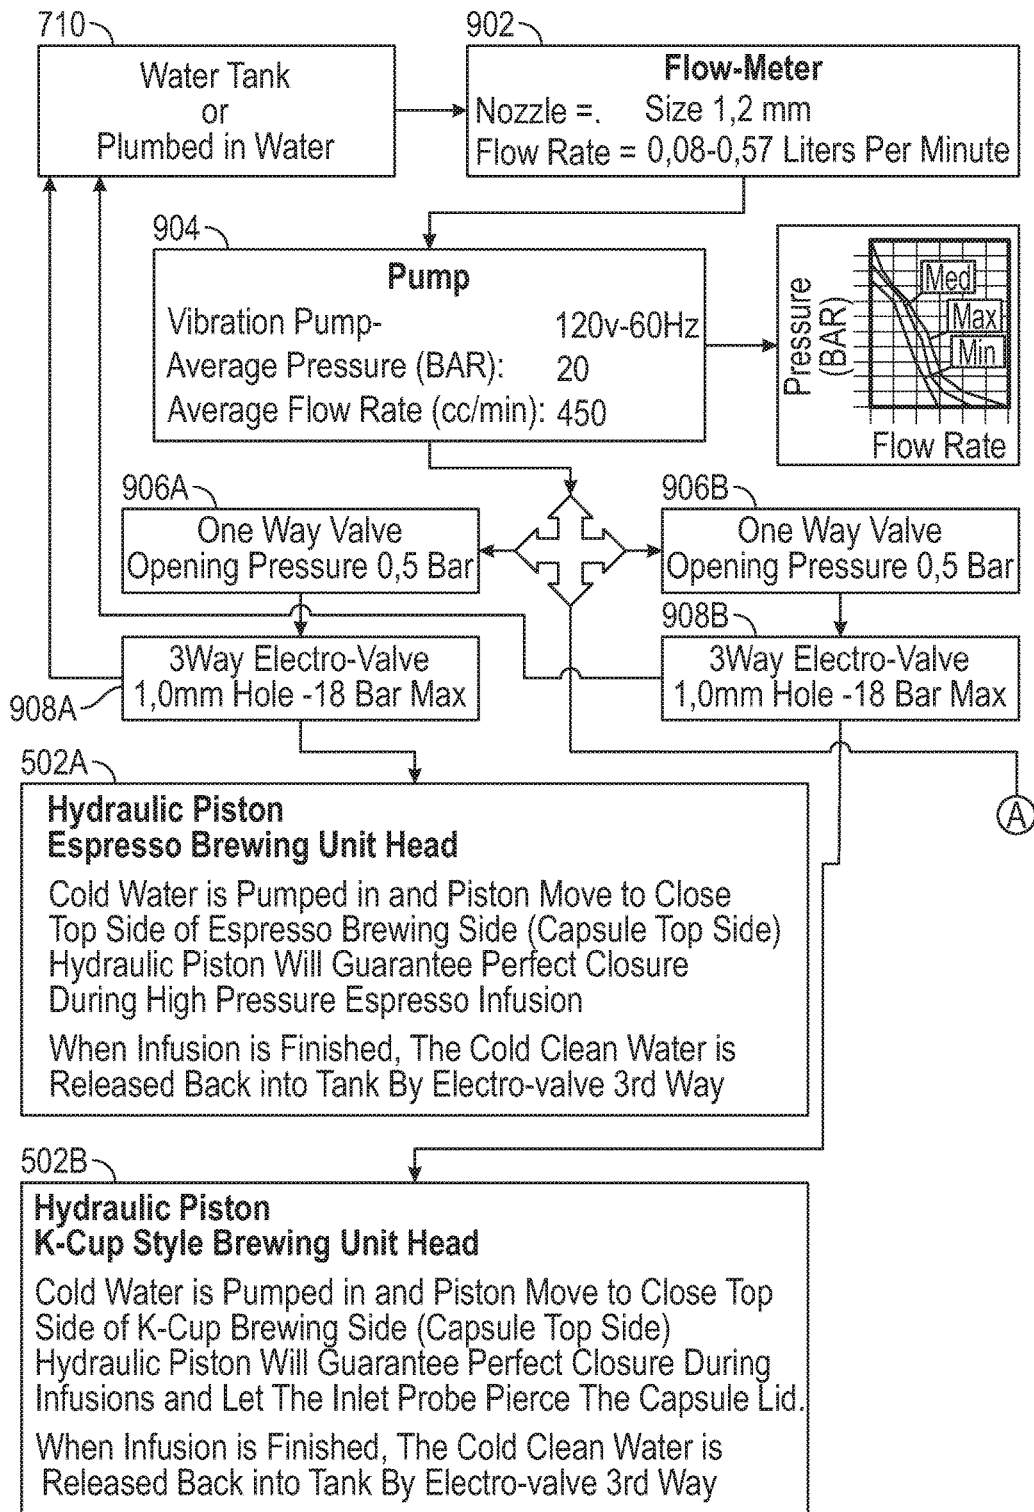 710
Water Tank
or
Plumbed in Water
902
Flow-Meter
Nozzle =. Size 1,2 mm
Flow Rate = 0,08-0,57 Liters Per Minute
904
Pump
Vibration Pump- 120v-60Hz
Average Pressure (BAR): 20
Average Flow Rate (cc/min): 450
Pressure
(BAR)
Med
Max
Min
Flow Rate
906A
One Way Valve
Opening Pressure 0,5 Bar
906B
One Way Valve
Opening Pressure 0,5 Bar
908A
3Way Electro-Valve
1,0mm Hole -18 Bar Max
908B
3Way Electro-Valve
1,0mm Hole -18 Bar Max
A
502A
Hydraulic Piston
Espresso Brewing Unit Head
Cold Water is Pumped in and Piston Move to Close
Top Side of Espresso Brewing Side (Capsule Top Side)
Hydraulic Piston Will Guarantee Perfect Closure
During High Pressure Espresso Infusion
When Infusion is Finished, The Cold Clean Water is
Released Back into Tank By Electro-valve 3rd Way
502B
Hydraulic Piston
K-Cup Style Brewing Unit Head
Cold Water is Pumped in and Piston Move to Close Top
Side of K-Cup Brewing Side (Capsule Top Side)
Hydraulic Piston Will Guarantee Perfect Closure During
Infusions and Let The Inlet Probe Pierce The Capsule Lid.
When Infusion is Finished, The Cold Clean Water is
Released Back into Tank By Electro-valve 3rd Way